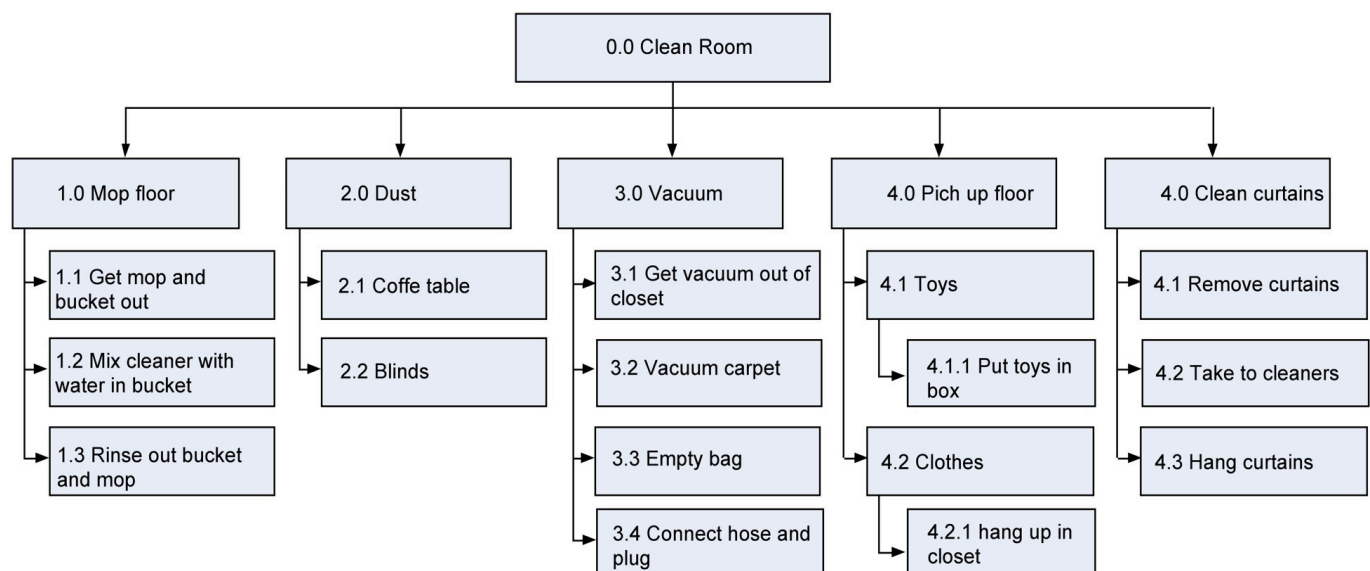 0.0 Clean Room
1.0 Mop floor
1.1 Get mop and
bucket out
1.2 Mix cleaner with
water in bucket
1.3 Rinse out bucket
and mop
2.0 Dust
2.1 Coffe table
2.2 Blinds
3.0 Vacuum
3.1 Get vacuum out of
closet
3.2 Vacuum carpet
3.3 Empty bag
3.4 Connect hose and
plug
4.0 Pich up floor
4.1 Toys
4.1.1 Put toys in
box
4.2 Clothes
4.2.1 hang up in
closet
4.0 Clean curtains
4.1 Remove curtains
4.2 Take to cleaners
4.3 Hang curtains